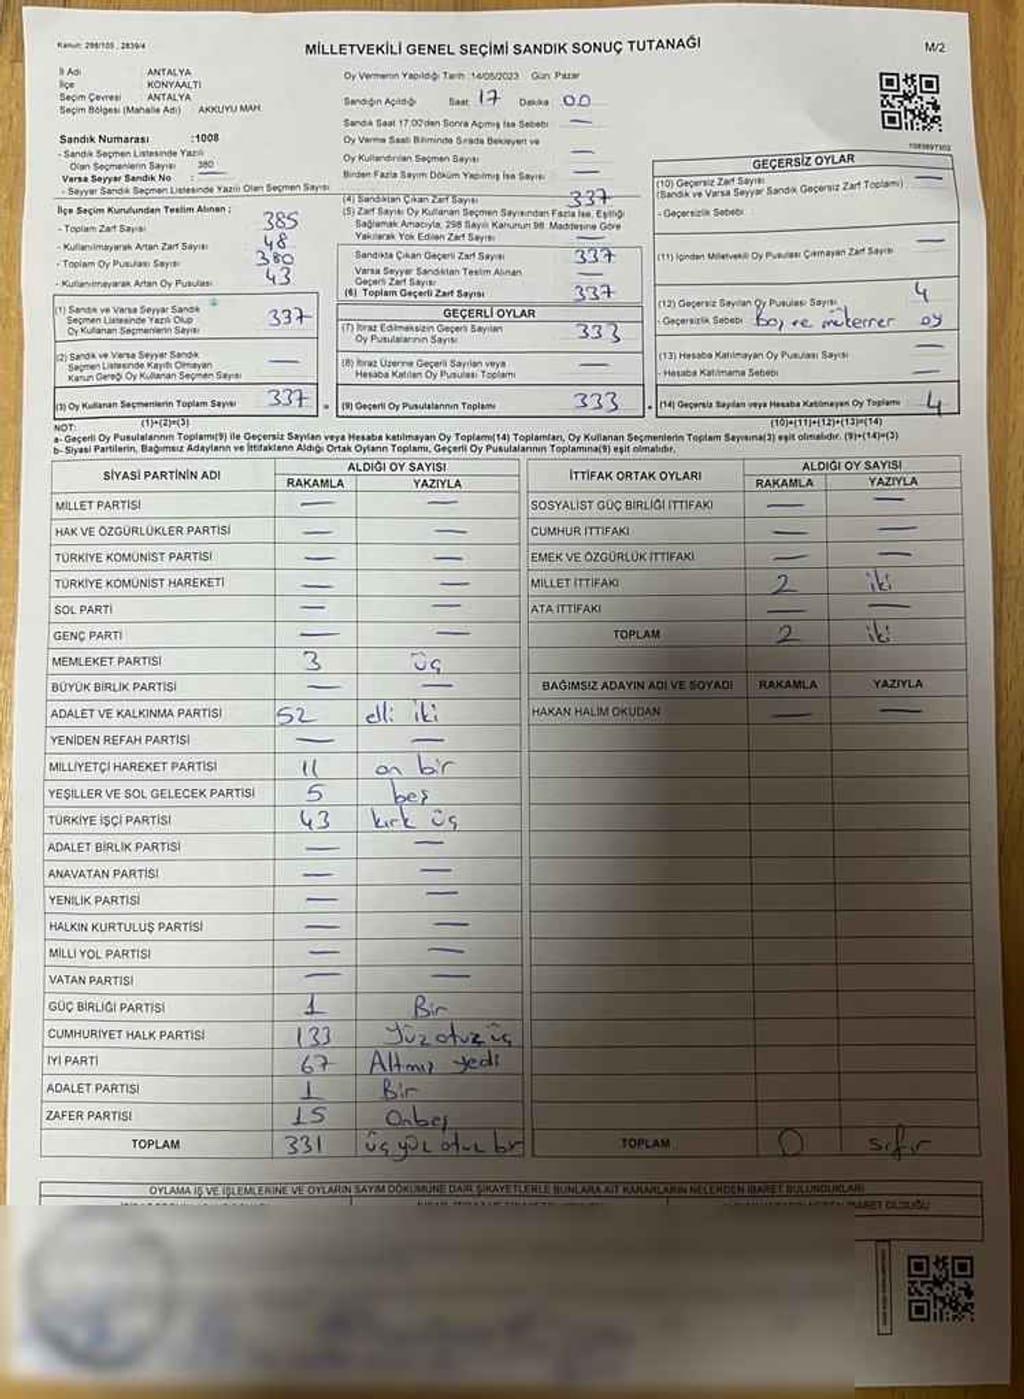 Kanun: 298/105 , 2839/4
MİLLETVEKİLİ GENEL SEÇİMİ SANDIK SONUÇ TUTANAĞI
M/2
İl Adı ANTALYA
İlçe KONYAALTI
Seçim Çevresi ANTALYA
Seçim Bölgesi (Mahalle Adı) AKKUYU MAH.
Sandık Numarası :1008
- Sandık Seçmen Listesinde Yazılı
Olan Seçmenlerin Sayısı 380
Varsa Seyyar Sandık No : —
- Seyyar Sandık Seçmen Listesinde Yazılı Olan Seçmen Sayısı
Oy Vermenin Yapıldığı Tarih :14/05/2023 Gün: Pazar
Sandığın Açıldığı Saat 17 Dakika 00
Sandık Saat 17.00'den Sonra Açılmış İse Sebebi —
Oy Verme Saati Bitiminde Sırada Bekleyen ve
Oy Kullandırılan Seçmen Sayısı —
Birden Fazla Sayım Döküm Yapılmış İse Sayısı —
İlçe Seçim Kurulundan Teslim Alınan ;
- Toplam Zarf Sayısı 385
- Kullanılmayarak Artan Zarf Sayısı 48
- Toplam Oy Pusulası Sayısı 380
- Kullanılmayarak Artan Oy Pusulası 43
(1) Sandık ve Varsa Seyyar Sandık
Seçmen Listesinde Yazılı Olup
Oy Kullanan Seçmenlerin Sayısı 337
(2) Sandık ve Varsa Seyyar Sandık
Seçmen Listesinde Kayıtlı Olmayan
Kanun Gereği Oy Kullanan Seçmen Sayısı —
(3) Oy Kullanan Seçmenlerin Toplam Sayısı 337 =
(1)+(2)=(3)
(4) Sandıktan Çıkan Zarf Sayısı 337
(5) Zarf Sayısı Oy Kullanan Seçmen Sayısından Fazla İse, Eşitliği
Sağlamak Amacıyla, 298 Sayılı Kanunun 98. Maddesine Göre
Yakılarak Yok Edilen Zarf Sayısı —
Sandıkta Çıkan Geçerli Zarf Sayısı 337
Varsa Seyyar Sandıktan Teslim Alınan
Geçerli Zarf Sayısı —
(6) Toplam Geçerli Zarf Sayısı 337
GEÇERLİ OYLAR
(7) İtiraz Edilmeksizin Geçerli Sayılan
Oy Pusulalarının Sayısı 333
(8) İtiraz Üzerine Geçerli Sayılan veya
Hesaba Katılan Oy Pusulası Toplamı —
(9) Geçerli Oy Pusulalarının Toplamı 333 +
GEÇERSİZ OYLAR
(10) Geçersiz Zarf Sayısı
(Sandık ve Varsa Seyyar Sandık Geçersiz Zarf Toplamı) —
- Geçersizlik Sebebi
(11) İçinden Milletvekili Oy Pusulası Çıkmayan Zarf Sayısı —
(12) Geçersiz Sayılan Oy Pusulası Sayısı 4
- Geçersizlik Sebebi Boş ve müterrer oy
(13) Hesaba Katılmayan Oy Pusulası Sayısı —
- Hesaba Katılmama Sebebi —
(14) Geçersiz Sayılan veya Hesaba Katılmayan Oy Toplamı 4
(10)+(11)+(12)+(13)=(14)
NOT:
a- Geçerli Oy Pusulalarının Toplamı(9) ile Geçersiz Sayılan veya Hesaba katılmayan Oy Toplamı(14) Toplamları, Oy Kullanan Seçmenlerin Toplam Sayısına(3) eşit olmalıdır. (9)+(14)=(3)
b- Siyasi Partilerin, Bağımsız Adayların ve İttifakların Aldığı Ortak Oyların Toplamı, Geçerli Oy Pusulalarının Toplamına(9) eşit olmalıdır.
SİYASİ PARTİNİN ADI ALDIĞI OY SAYISI
RAKAMLA YAZIYLA
MİLLET PARTİSİ — —
HAK VE ÖZGÜRLÜKLER PARTİSİ — —
TÜRKİYE KOMÜNİST PARTİSİ — —
TÜRKİYE KOMÜNİST HAREKETİ — —
SOL PARTİ — —
GENÇ PARTİ — —
MEMLEKET PARTİSİ 3 üç
BÜYÜK BİRLİK PARTİSİ — —
ADALET VE KALKINMA PARTİSİ 52 elli iki
YENİDEN REFAH PARTİSİ — —
MİLLİYETÇİ HAREKET PARTİSİ 11 on bir
YEŞİLLER VE SOL GELECEK PARTİSİ 5 beş
TÜRKİYE İŞÇİ PARTİSİ 43 kırk üç
ADALET BİRLİK PARTİSİ — —
ANAVATAN PARTİSİ — —
YENİLİK PARTİSİ — —
HALKIN KURTULUŞ PARTİSİ — —
MİLLİ YOL PARTİSİ — —
VATAN PARTİSİ — —
GÜÇ BİRLİĞİ PARTİSİ 1 Bir
CUMHURİYET HALK PARTİSİ 133 Yüz otuz üç
İYİ PARTİ 67 Altmış yedi
ADALET PARTİSİ 1 Bir
ZAFER PARTİSİ 15 Onbeş
TOPLAM 331 üç yüz otuz bir
İTTİFAK ORTAK OYLARI ALDIĞI OY SAYISI
RAKAMLA YAZIYLA
SOSYALİST GÜÇ BİRLİĞİ İTTİFAKI — —
CUMHUR İTTİFAKI — —
EMEK VE ÖZGÜRLÜK İTTİFAKI — —
MİLLET İTTİFAKI 2 iki
ATA İTTİFAKI — —
TOPLAM 2 iki
BAĞIMSIZ ADAYIN ADI VE SOYADI RAKAMLA YAZIYLA
HAKAN HALİM OKUDAN — —
TOPLAM 0 sıfır
OYLAMA İŞ VE İŞLEMLERİNE VE OYLARIN SAYIM DÖKÜMÜNE DAİR ŞİKAYETLERLE BUNLARA AİT KARARLARIN NELERDEN İBARET BULUNDUKLARI